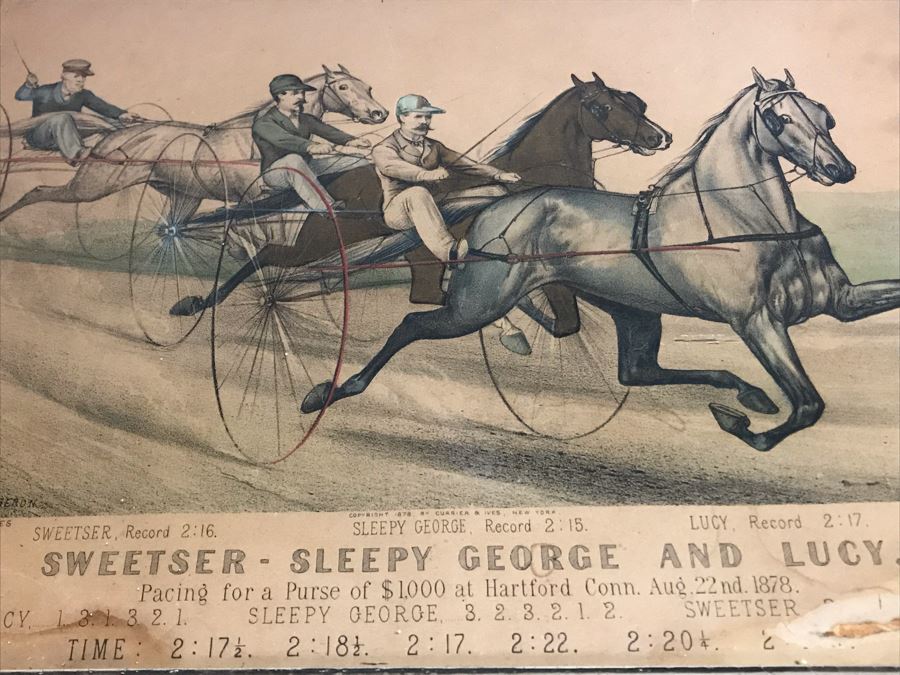 COPYRIGHT 1878, BY CURRIER & IVES, NEW YORK
SWEETSER, Record 2:16. SLEEPY GEORGE, Record 2:15. LUCY, Record 2:17.
SWEETSER - SLEEPY GEORGE AND LUCY.
Pacing for a Purse of $1,000 at Hartford Conn. Aug. 22nd. 1878.
CY, 1. 3. 1. 3. 2. 1. SLEEPY GEORGE, 3. 2. 3. 2. 1. 2. SWEETSER
TIME: 2:17½. 2:18½. 2:17. 2:22. 2:20¼.